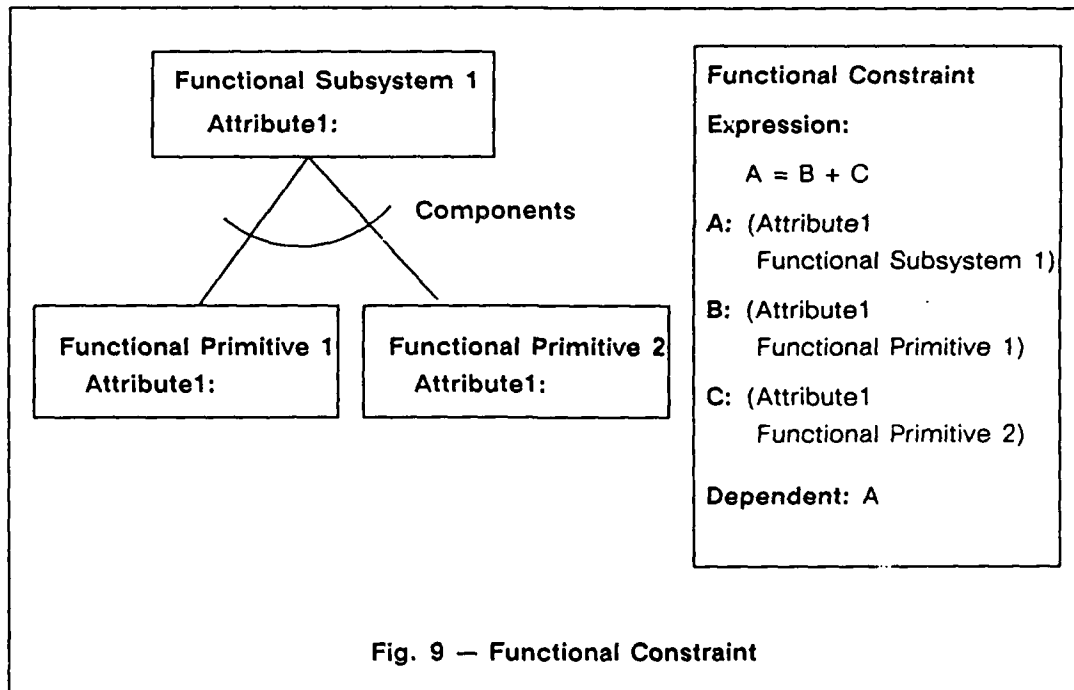 Functional Subsystem 1
Attribute1:
Components
Functional Primitive 1
Attribute1:
Functional Primitive 2
Attribute1:
Functional Constraint
Expression:
A = B + C
A: (Attribute1
Functional Subsystem 1)
B: (Attribute1
Functional Primitive 1)
C: (Attribute1
Functional Primitive 2)
Dependent: A
Fig. 9 — Functional Constraint